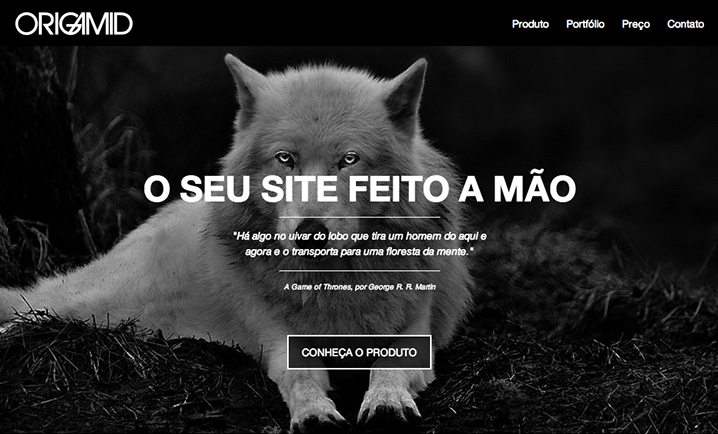 ORIGAMID
Produto
Portfólio
Preço
Contato
O SEU SITE FEITO A MÃO
"Há algo no uivar do lobo que tira um homem do aqui e
agora e o transporta para uma floresta da mente."
A Game of Thrones, por George R. R. Martin
CONHEÇA O PRODUTO